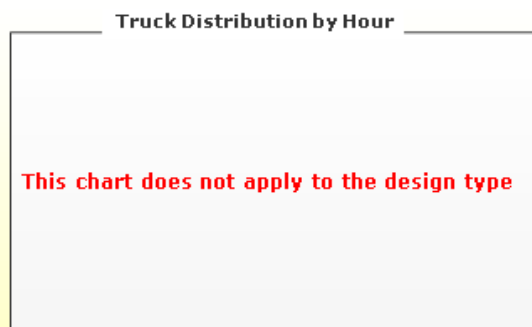 Truck Distribution by Hour
This chart does not apply to the design type